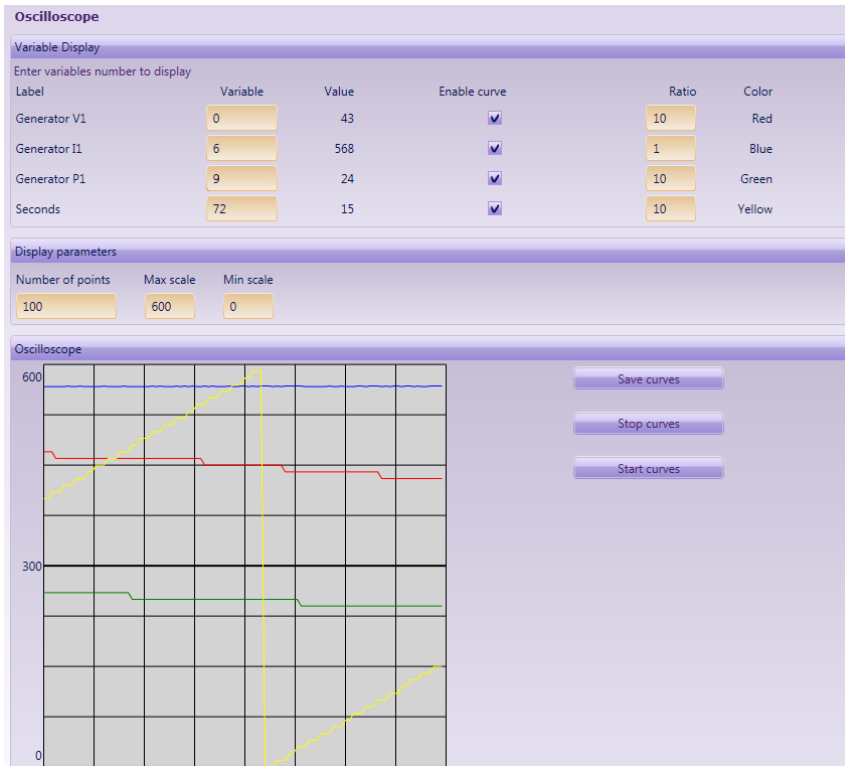 Oscilloscope
Variable Display
Enter variables number to display
Label Variable Value Enable curve Ratio Color
Generator V1 0 43 10 Red
Generator I1 6 568 1 Blue
Generator P1 9 24 10 Green
Seconds 72 15 10 Yellow
Display parameters
Number of points Max scale Min scale
100 600 0
Oscilloscope
600 Save curves
Stop curves
Start curves
300
0